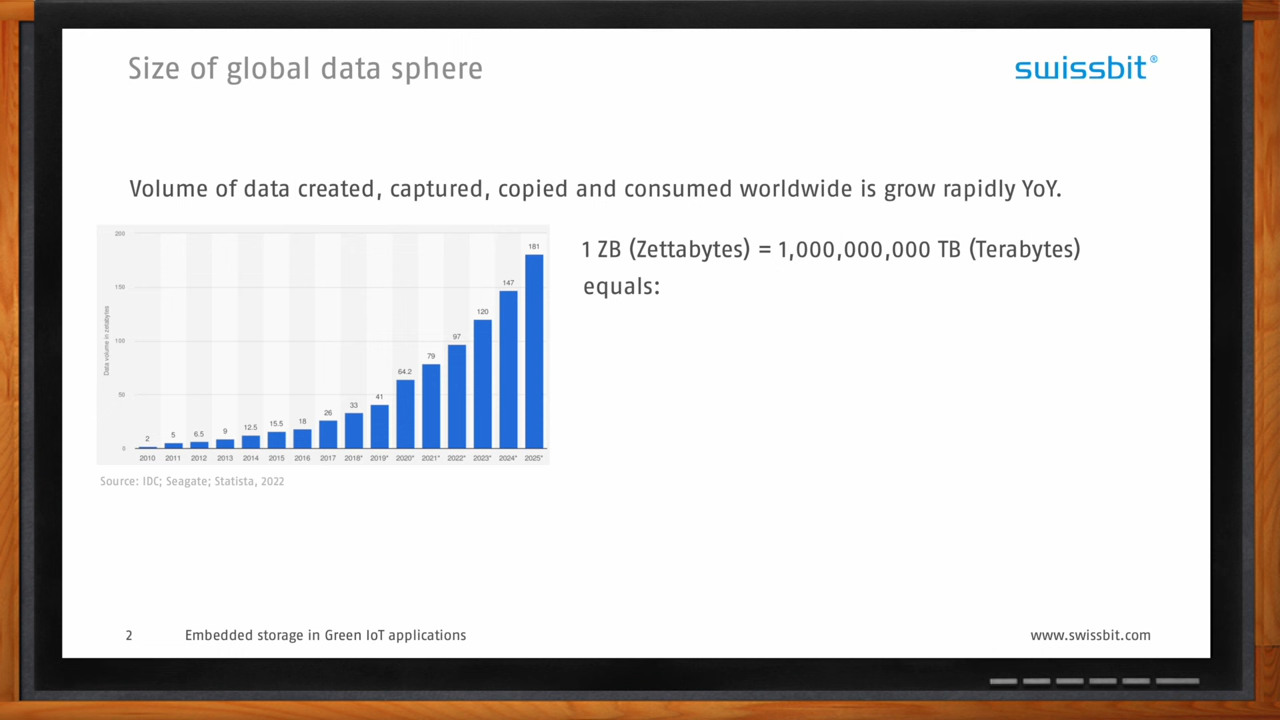 Size of global data sphere
swissbit®
Volume of data created, captured, copied and consumed worldwide is grow rapidly YoY.
1 ZB (Zettabytes) = 1,000,000,000 TB (Terabytes)
equals:
Data volume in zetabytes
200
150
100
50
0
2
5
6.5
9
12.5
15.5
18
26
33
41
64.2
79
97
120
147
181
2010 2011 2012 2013 2014 2015 2016 2017 2018* 2019* 2020* 2021* 2022* 2023* 2024* 2025*
Source: IDC; Seagate; Statista, 2022
2 Embedded storage in Green IoT applications www.swissbit.com